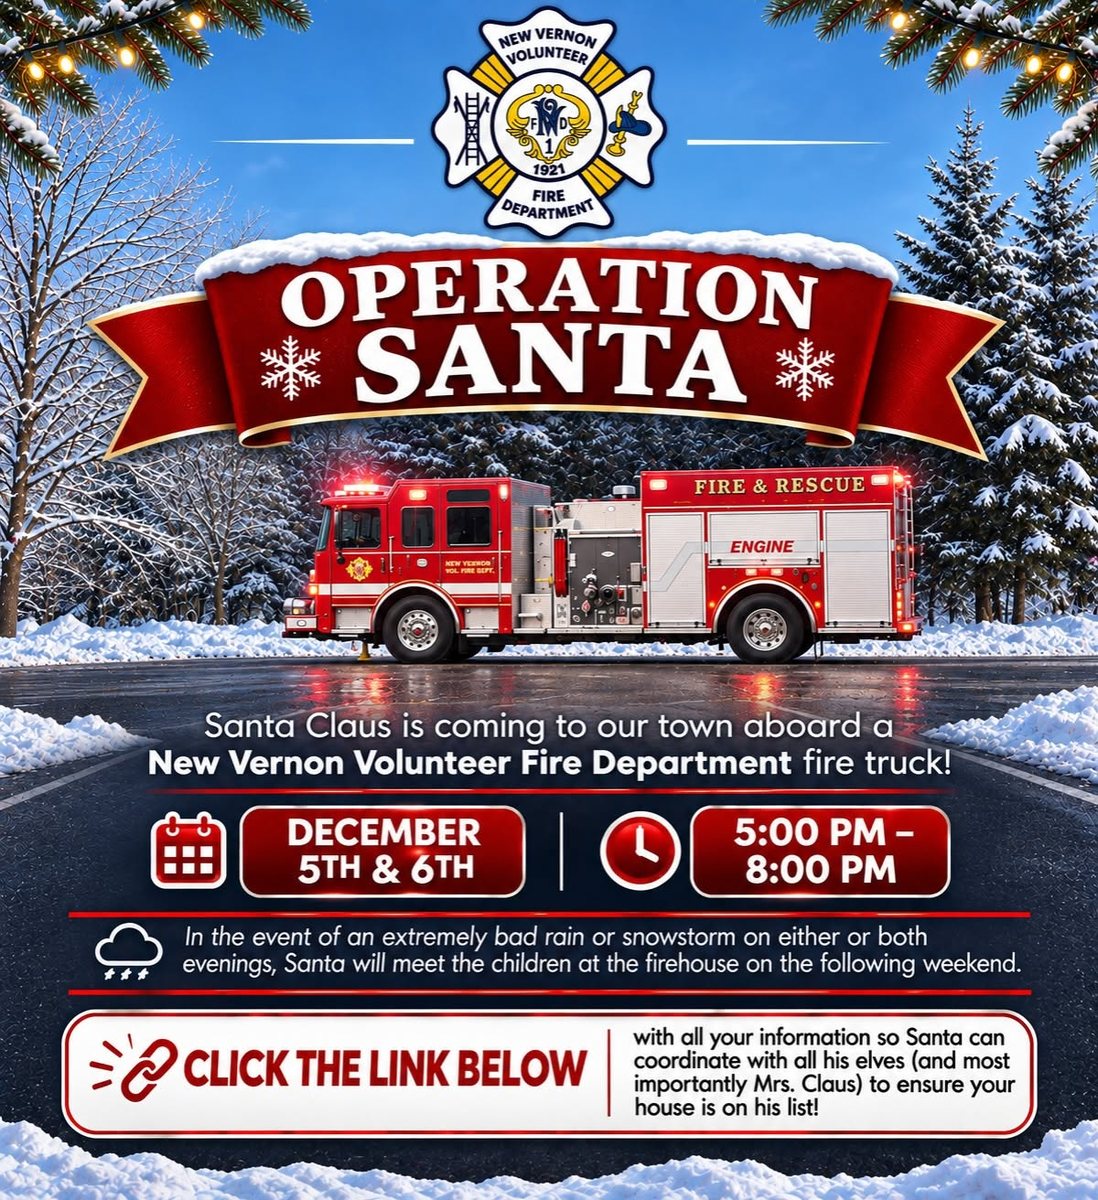 NEW VERNON
VOLUNTEER
F D
1
1921
FIRE
DEPARTMENT
OPERATION
SANTA
FIRE & RESCUE
ENGINE
NEW VERNON
VOL. FIRE DEPT.
Santa Claus is coming to our town aboard a
New Vernon Volunteer Fire Department fire truck!
DECEMBER
5TH & 6TH
5:00 PM –
8:00 PM
In the event of an extremely bad rain or snowstorm on either or both
evenings, Santa will meet the children at the firehouse on the following weekend.
CLICK THE LINK BELOW
with all your information so Santa can
coordinate with all his elves (and most
importantly Mrs. Claus) to ensure your
house is on his list!